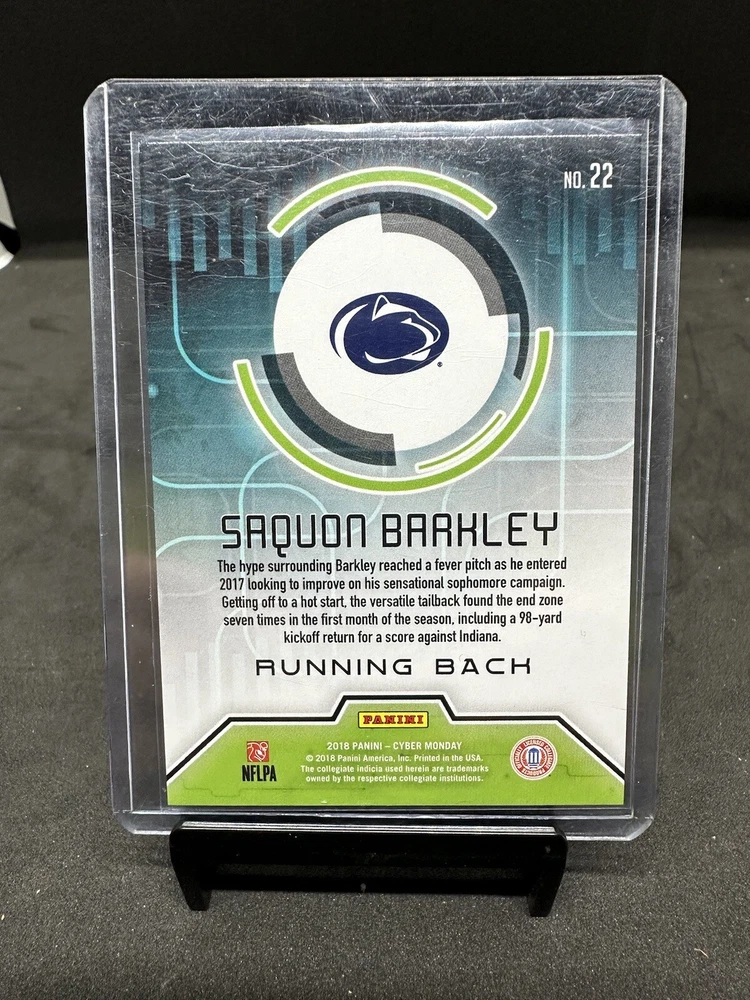 NO. 22
SAQUON BARKLEY
The hype surrounding Barkley reached a fever pitch as he entered
2017 looking to improve on his sensational sophomore campaign.
Getting off to a hot start, the versatile tailback found the end zone
seven times in the first month of the season, including a 98-yard
kickoff return for a score against Indiana.
RUNNING BACK
PANINI
2018 PANINI – CYBER MONDAY
© 2018 Panini America, Inc. Printed in the USA.
The collegiate indicia used herein are trademarks
owned by the respective collegiate institutions.
NFLPA
OFFICIALLY LICENSED COLLEGIATE PRODUCTS